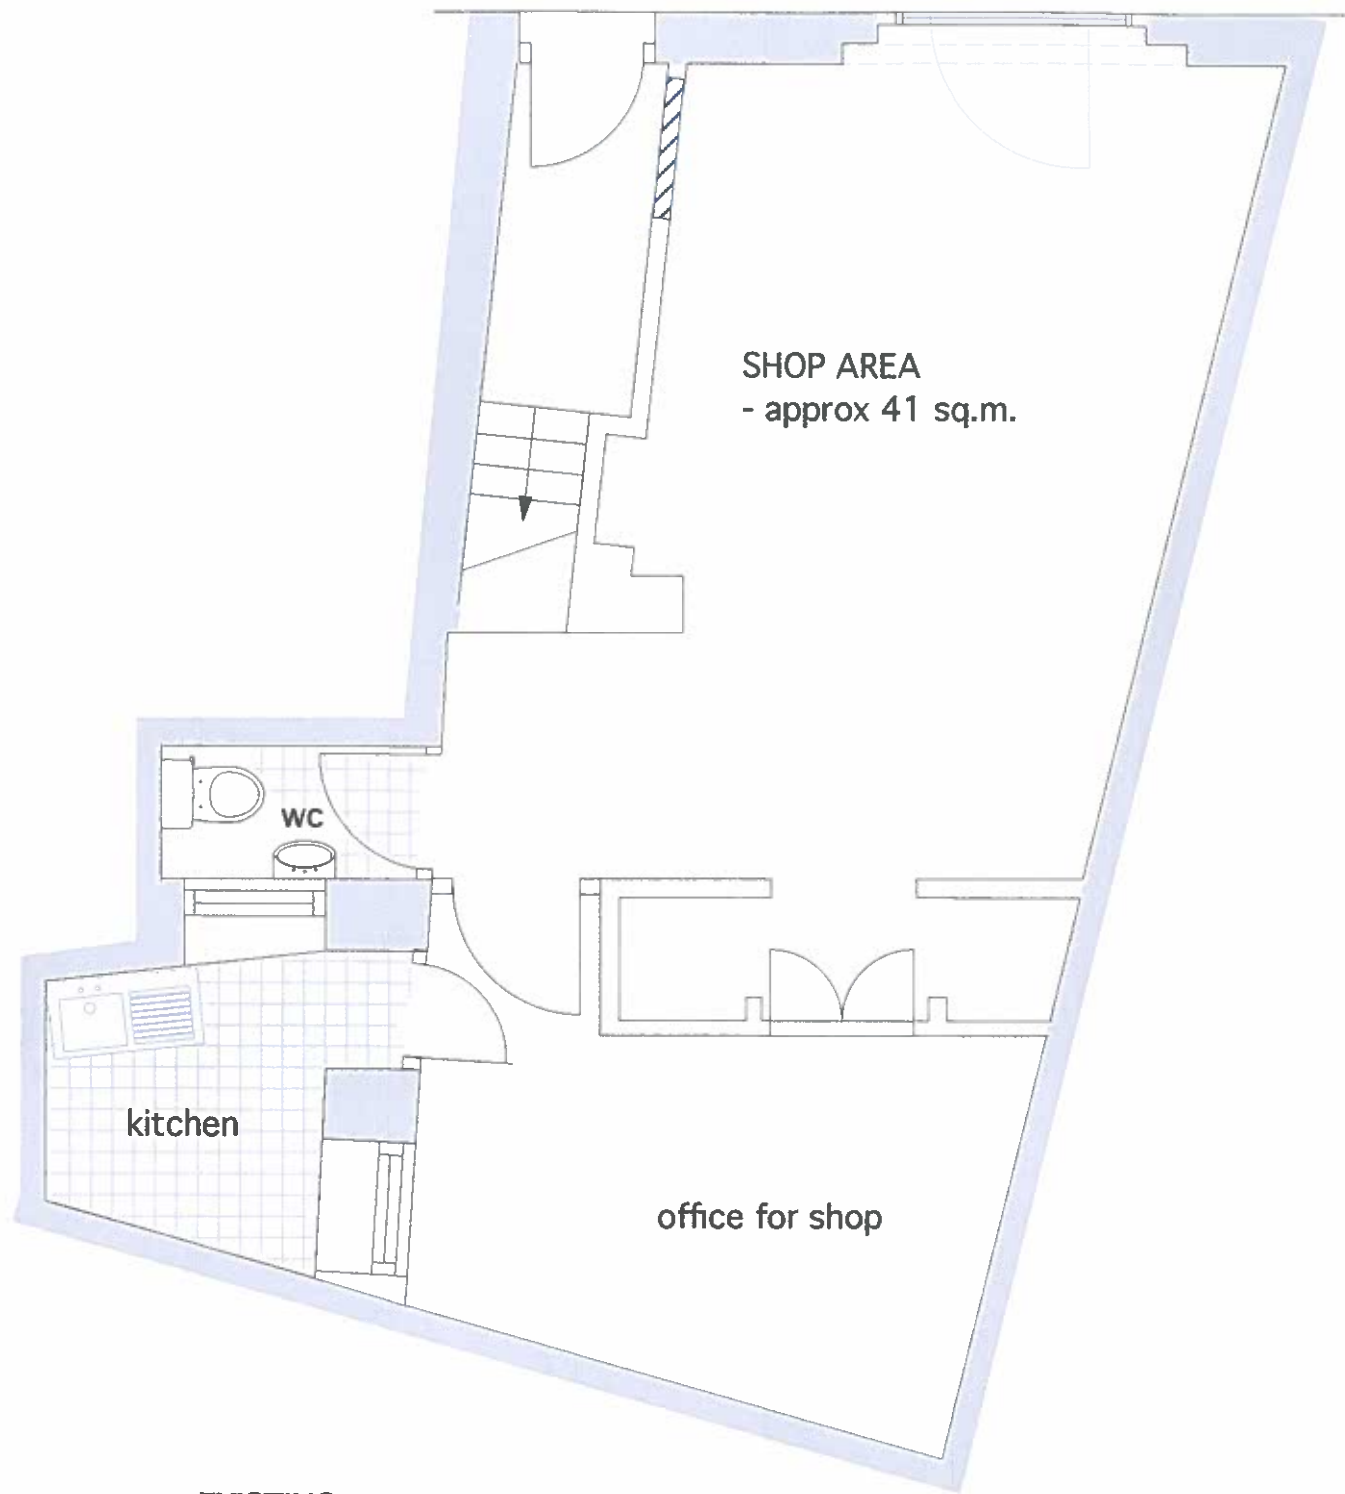 SHOP AREA
- approx 41 sq.m.
WC
kitchen
office for shop